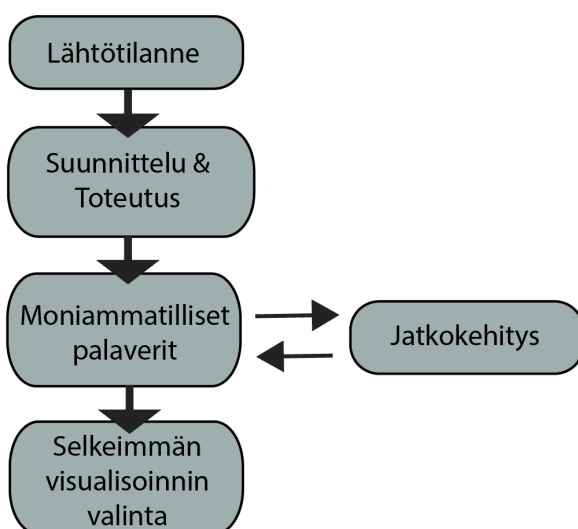 Lähtötilanne
Suunnittelu &
Toteutus
Moniammatilliset
palaverit
Jatkokehitys
Selkeimmän
visualisoinnin
valinta